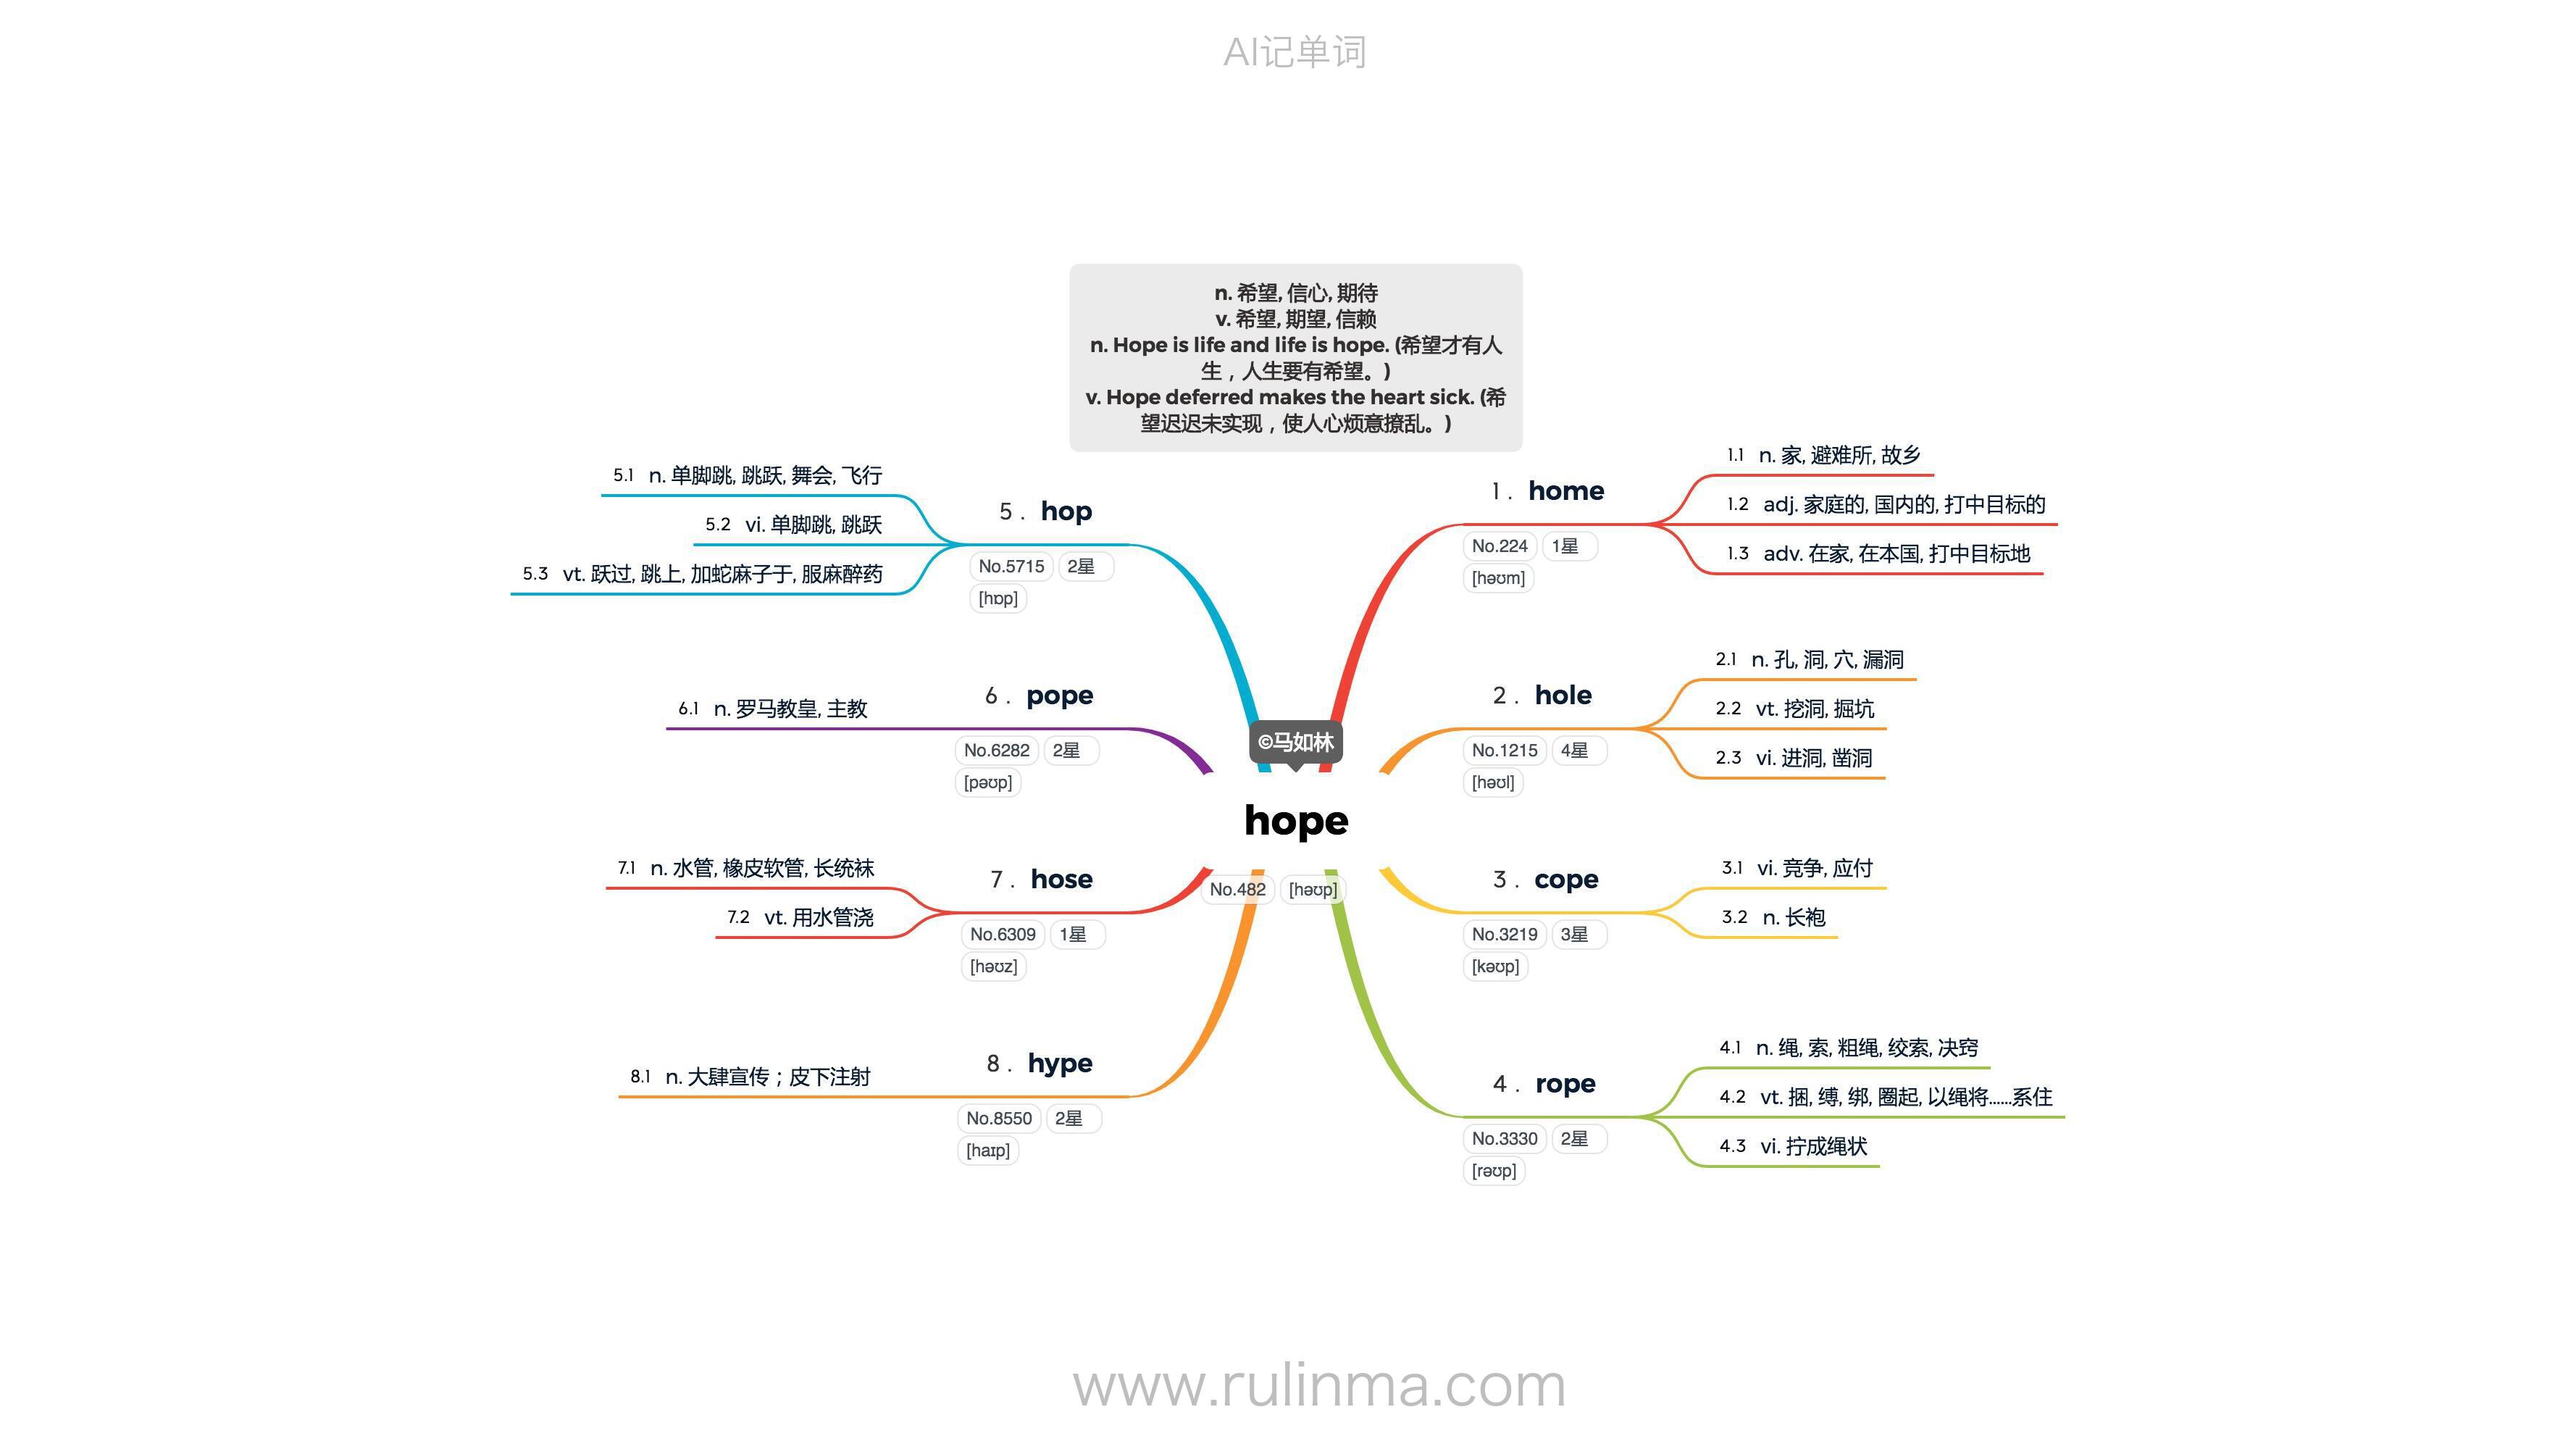 AI记单词
n. 希望, 信心, 期待
v. 希望, 期望, 信赖
n. Hope is life and life is hope. (希望才有人
生，人生要有希望。)
v. Hope deferred makes the heart sick. (希
望迟迟未实现，使人心烦意撩乱。)
©马如林
hope
No.482 [həʊp]
1. home
No.224 1星
[həʊm]
1.1 n. 家, 避难所, 故乡
1.2 adj. 家庭的, 国内的, 打中目标的
1.3 adv. 在家, 在本国, 打中目标地
2. hole
No.1215 4星
[həʊl]
2.1 n. 孔, 洞, 穴, 漏洞
2.2 vt. 挖洞, 掘坑
2.3 vi. 进洞, 凿洞
3. cope
No.3219 3星
[kəʊp]
3.1 vi. 竞争, 应付
3.2 n. 长袍
4. rope
No.3330 2星
[rəʊp]
4.1 n. 绳, 索, 粗绳, 绞索, 决窍
4.2 vt. 捆, 缚, 绑, 圈起, 以绳将……系住
4.3 vi. 拧成绳状
5. hop
No.5715 2星
[hɒp]
5.1 n. 单脚跳, 跳跃, 舞会, 飞行
5.2 vi. 单脚跳, 跳跃
5.3 vt. 跃过, 跳上, 加蛇麻子于, 服麻醉药
6. pope
No.6282 2星
[pəʊp]
6.1 n. 罗马教皇, 主教
7. hose
No.6309 1星
[həʊz]
7.1 n. 水管, 橡皮软管, 长统袜
7.2 vt. 用水管浇
8. hype
No.8550 2星
[haɪp]
8.1 n. 大肆宣传；皮下注射
www.rulinma.com